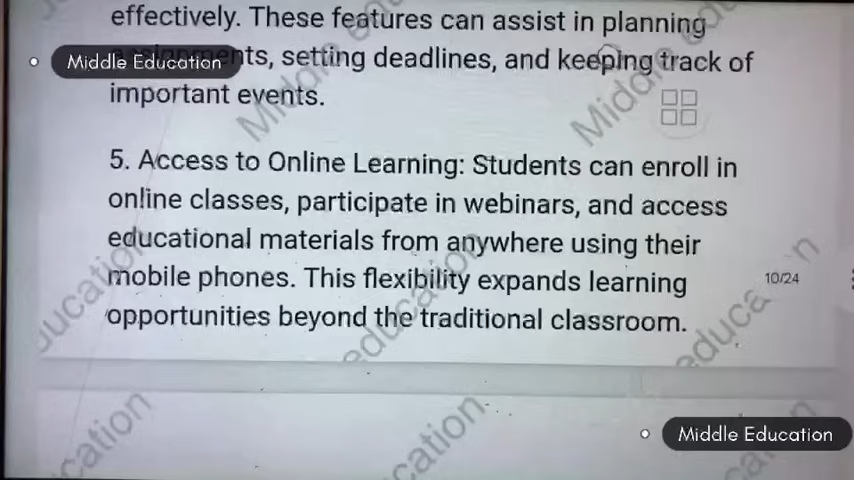 effectively. These features can assist in planning
Middle Education
setting deadlines, and keeping track of
important events.
5. Access to Online Learning: Students can enroll in
online classes, participate in webinars, and access
educational materials from anywhere using their
mobile phones. This flexibility expands learning
10/24
opportunities beyond the traditional classroom.
Middle Education